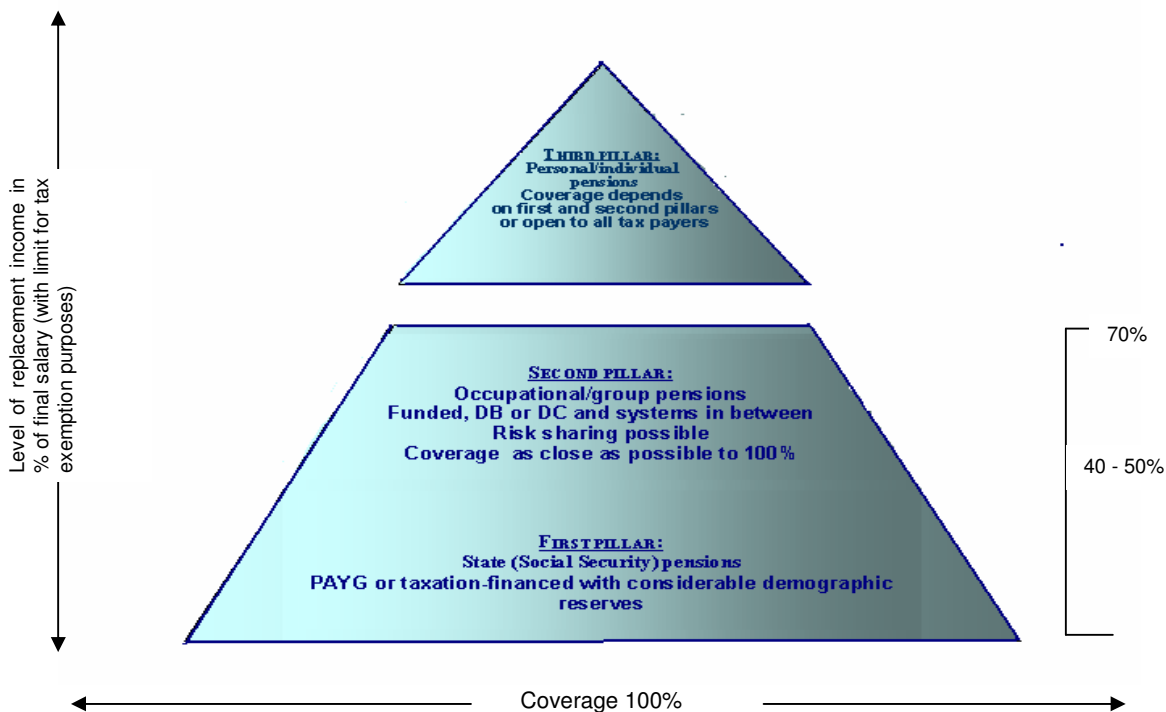 THIRD PILLAR:
Personal/individual
pensions
Coverage depends
on first and second pillars
or open to all tax payers
Level of replacement income in
% of final salary (with limit for tax
exemption purposes)
70%
SECOND PILLAR:
Occupational/group pensions
Funded, DB or DC and systems in between
Risk sharing possible
Coverage as close as possible to 100%
40 - 50%
FIRST PILLAR:
State (Social Security) pensions
PAYG or taxation-financed with considerable demographic
reserves
Coverage 100%